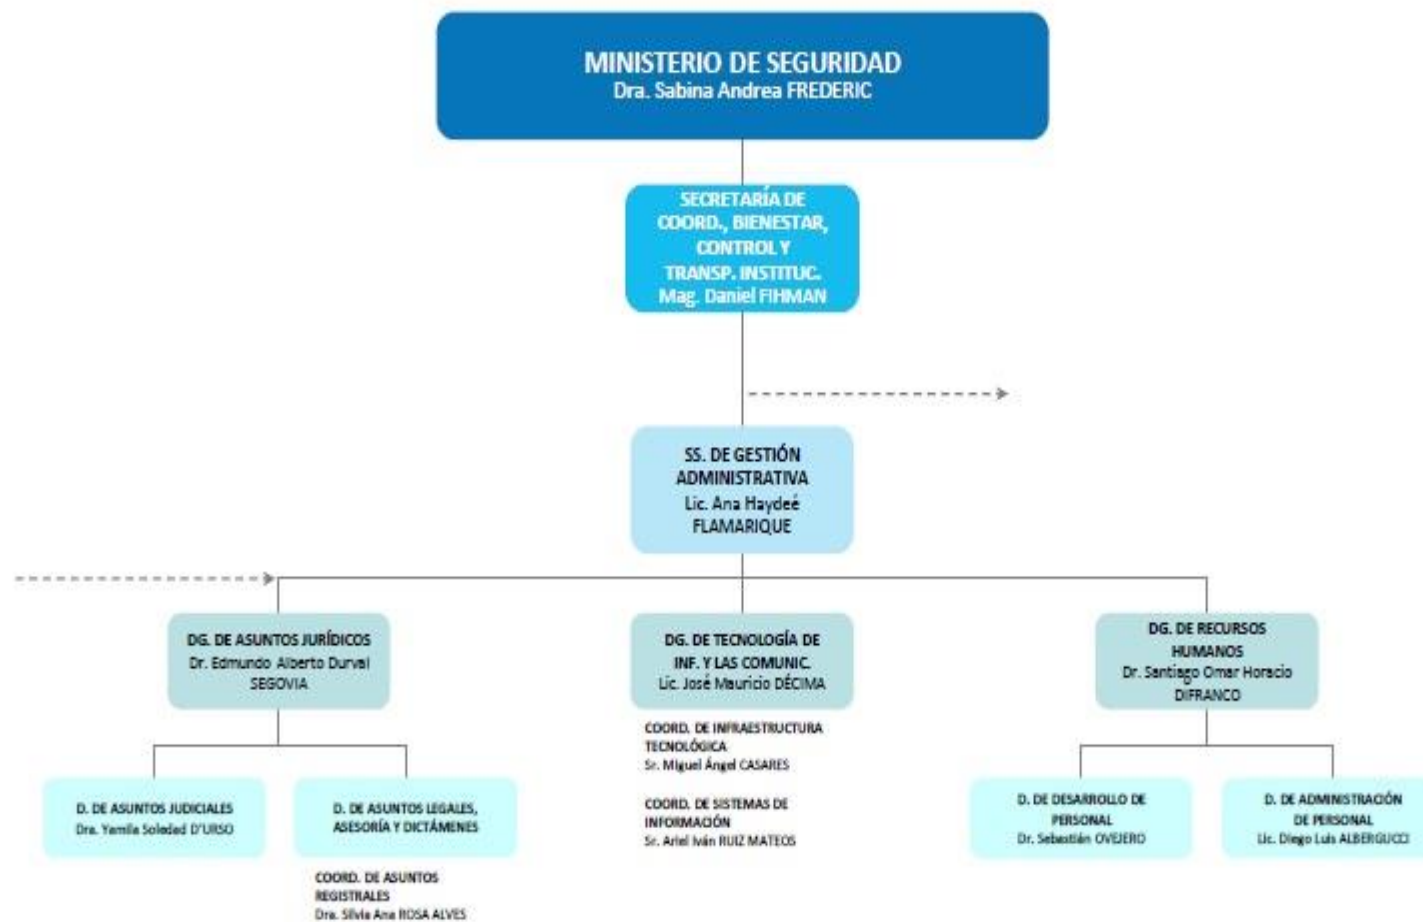 MINISTERIO DE SEGURIDAD
Dra. Sabina Andrea FREDERIC
SECRETARÍA DE
COORD., BIENESTAR,
CONTROL Y
TRANSP. INSTITUC.
Mag. Daniel FIHMAN
SS. DE GESTIÓN
ADMINISTRATIVA
Lic. Ana Haydeé
FLAMARIQUE
DG. DE ASUNTOS JURÍDICOS
Dr. Edmundo Alberto Durval
SEGOVIA
DG. DE TECNOLOGÍA DE
INF. Y LAS COMUNIC.
Lic. José Mauricio DÉCIMA
DG. DE RECURSOS
HUMANOS
Dr. Santiago Omar Horacio
DIFRANCO
COORD. DE INFRAESTRUCTURA
TECNOLÓGICA
Sr. Miguel Ángel CASARES
COORD. DE SISTEMAS DE
INFORMACIÓN
Sr. Ariel Iván RUIZ MATEOS
D. DE ASUNTOS JUDICIALES
Dra. Yamila Soledad D'URSO
D. DE ASUNTOS LEGALES,
ASESORÍA Y DICTÁMENES
COORD. DE ASUNTOS
REGISTRALES
Dra. Silvia Ana ROSA ALVES
D. DE DESARROLLO DE
PERSONAL
Dr. Sebastián OVEJERO
D. DE ADMINISTRACIÓN
DE PERSONAL
Lic. Diego Luis ALBERGUCCI